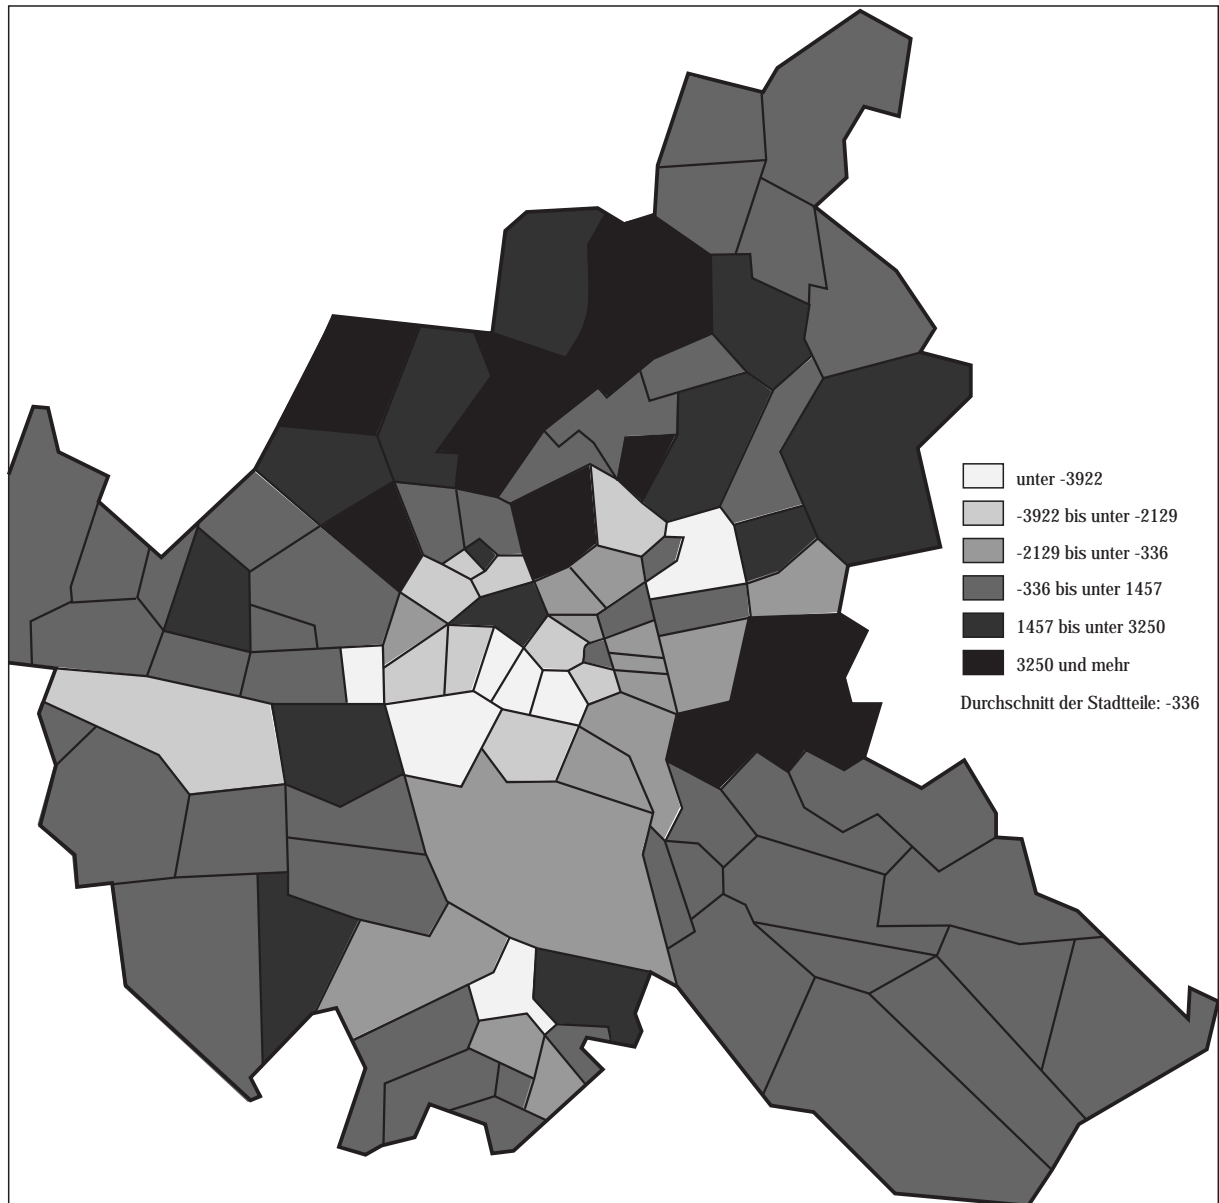 unter -3922
-3922 bis unter -2129
-2129 bis unter -336
-336 bis unter 1457
1457 bis unter 3250
3250 und mehr
Durchschnitt der Stadtteile: -336